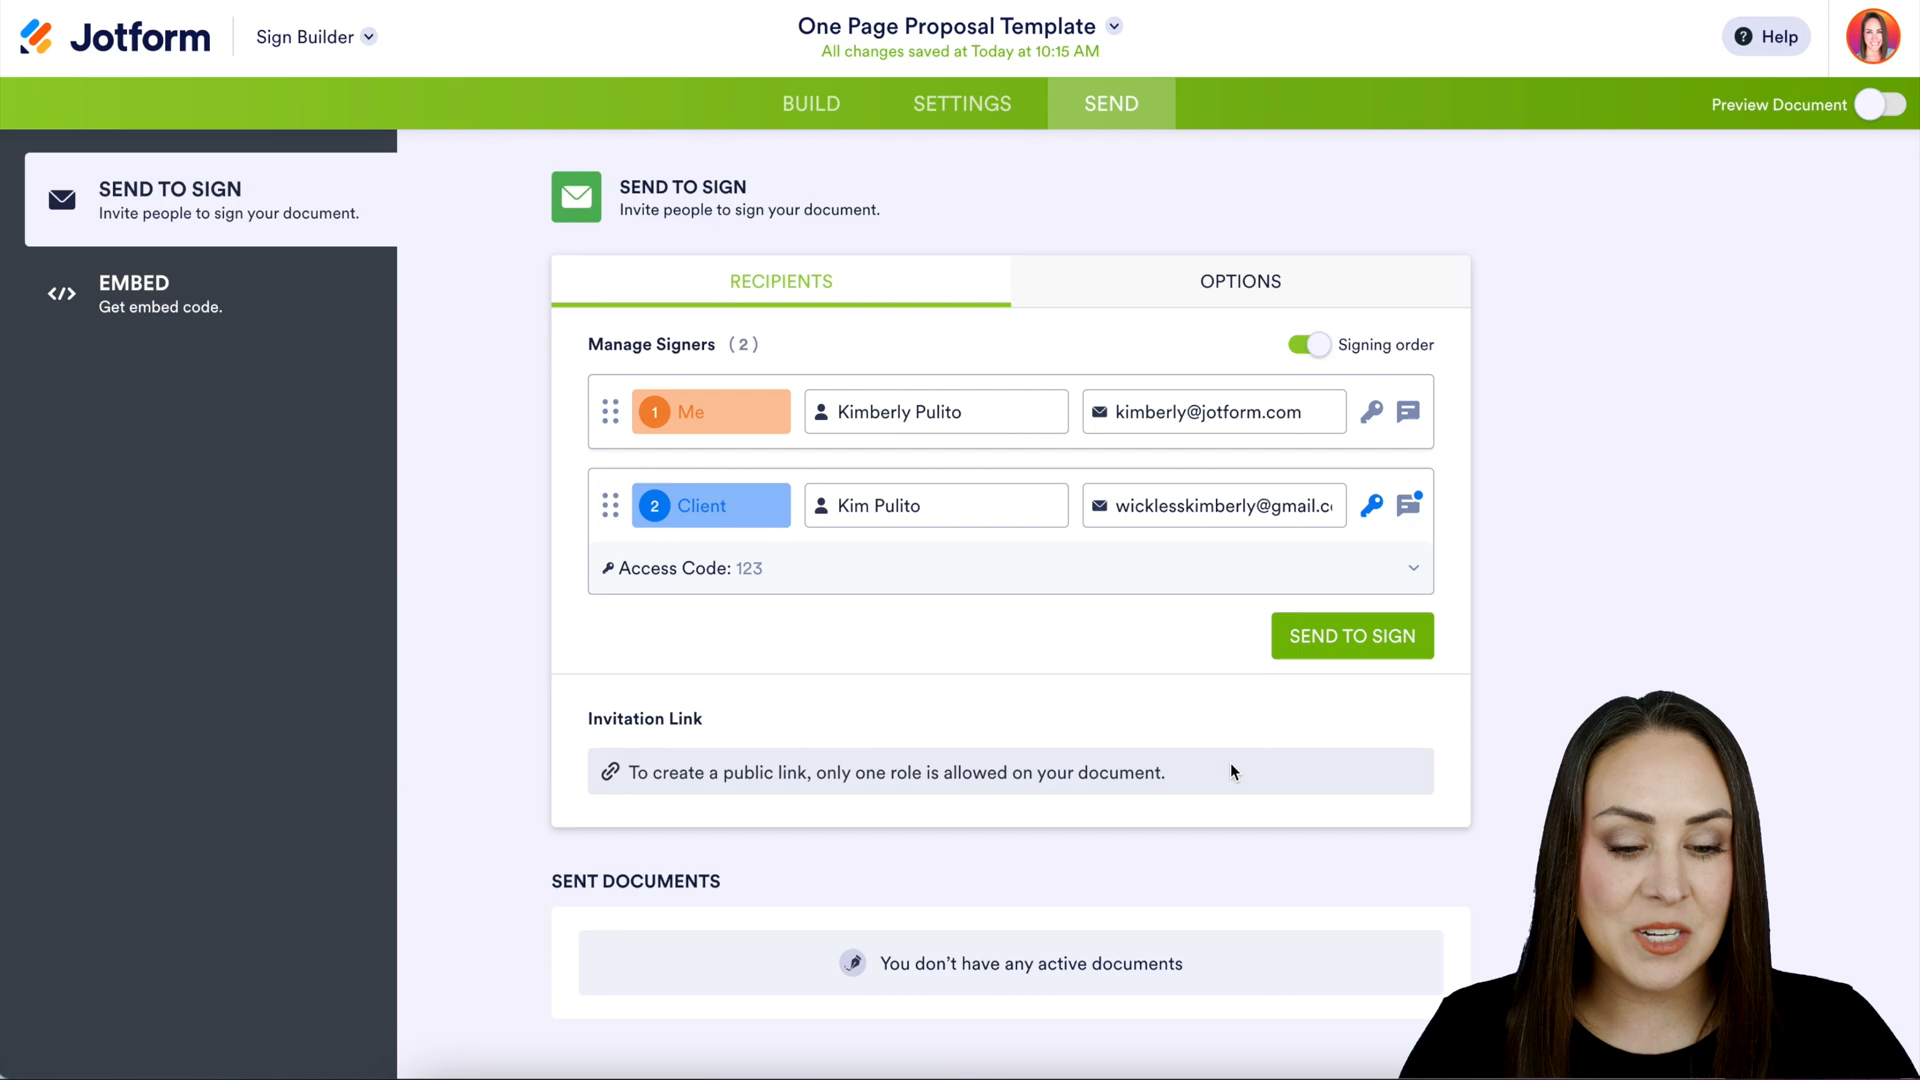 Jotform
Sign Builder
One Page Proposal Template
All changes saved at Today at 10:15 AM
? Help
BUILD
SETTINGS
SEND
Preview Document
SEND TO SIGN
Invite people to sign your document.
EMBED
Get embed code.
SEND TO SIGN
Invite people to sign your document.
RECIPIENTS
OPTIONS
Manage Signers ( 2 )
Signing order
1 Me
Kimberly Pulito
kimberly@jotform.com
2 Client
Kim Pulito
wicklesskimberly@gmail.c
Access Code: 123
SEND TO SIGN
Invitation Link
To create a public link, only one role is allowed on your document.
SENT DOCUMENTS
You don't have any active documents